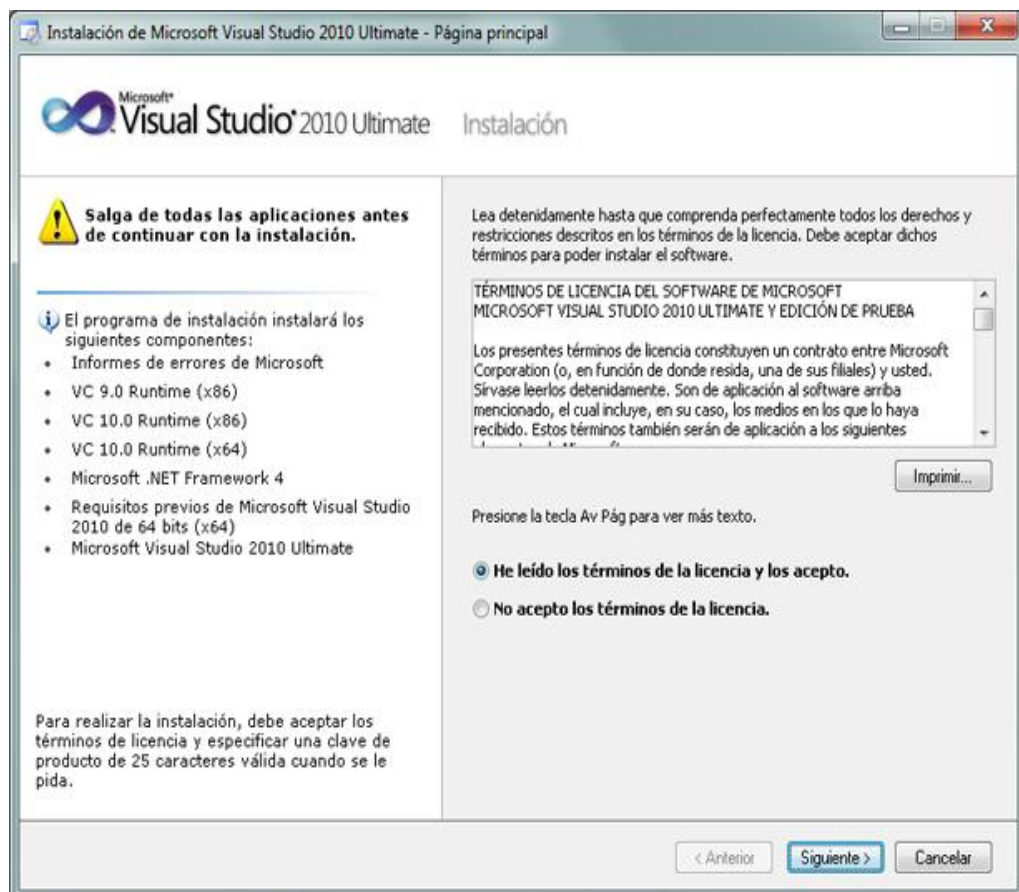 Instalación de Microsoft Visual Studio 2010 Ultimate - Página principal
Microsoft®
Visual Studio® 2010 Ultimate Instalación
Salga de todas las aplicaciones antes
de continuar con la instalación.
El programa de instalación instalará los
siguientes componentes:
• Informes de errores de Microsoft
• VC 9.0 Runtime (x86)
• VC 10.0 Runtime (x86)
• VC 10.0 Runtime (x64)
• Microsoft .NET Framework 4
• Requisitos previos de Microsoft Visual Studio
2010 de 64 bits (x64)
• Microsoft Visual Studio 2010 Ultimate
Para realizar la instalación, debe aceptar los
términos de licencia y especificar una clave de
producto de 25 caracteres válida cuando se le
pida.
Lea detenidamente hasta que comprenda perfectamente todos los derechos y
restricciones descritos en los términos de la licencia. Debe aceptar dichos
términos para poder instalar el software.
TÉRMINOS DE LICENCIA DEL SOFTWARE DE MICROSOFT
MICROSOFT VISUAL STUDIO 2010 ULTIMATE Y EDICIÓN DE PRUEBA
Los presentes términos de licencia constituyen un contrato entre Microsoft
Corporation (o, en función de donde resida, una de sus filiales) y usted.
Sírvase leerlos detenidamente. Son de aplicación al software arriba
mencionado, el cual incluye, en su caso, los medios en los que lo haya
recibido. Estos términos también serán de aplicación a los siguientes
Imprimir...
Presione la tecla Av Pág para ver más texto.
He leído los términos de la licencia y los acepto.
No acepto los términos de la licencia.
< Anterior
Siguiente >
Cancelar